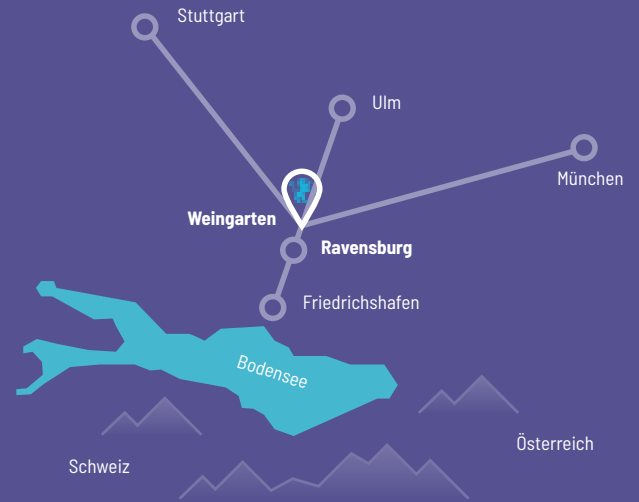 Stuttgart
Ulm
München
Weingarten
Ravensburg
Friedrichshafen
Bodensee
Österreich
Schweiz